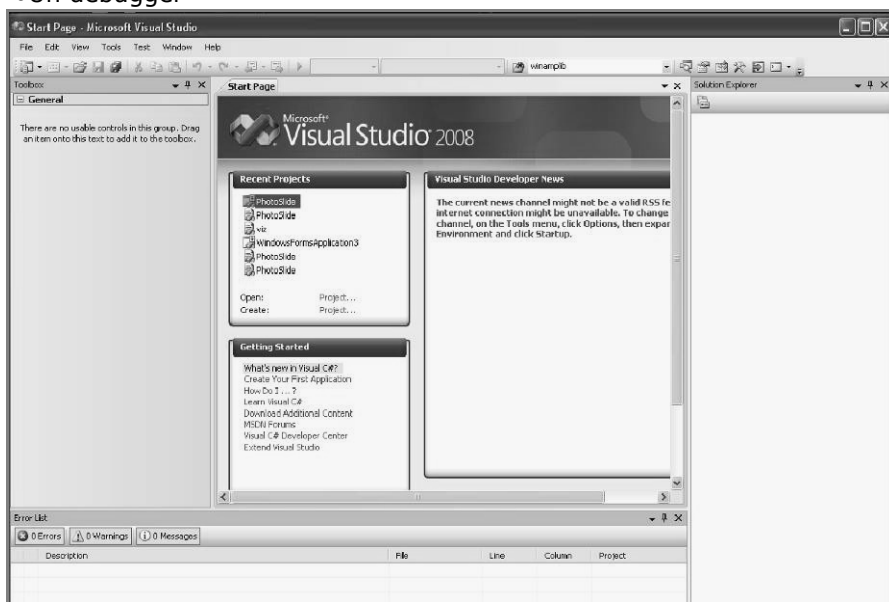 Start Page - Microsoft Visual Studio
File Edit View Tools Test Window Help
winampib
Toolbox
General
There are no usable controls in this group. Drag
an item onto this text to add it to the toolbox.
Start Page
Microsoft®
Visual Studio® 2008
Recent Projects
PhotoSlide
PhotoSlide
viz
WindowsFormsApplication3
PhotoSlide
PhotoSlide
Open: Project...
Create: Project...
Getting Started
What's new in Visual C#?
Create Your First Application
How Do I ... ?
Learn Visual C#
Download Additional Content
MSDN Forums
Visual C# Developer Center
Extend Visual Studio
Visual Studio Developer News
The current news channel might not be a valid RSS fe
internet connection might be unavailable. To change
channel, on the Tools menu, click Options, then expan
Environment and click Startup.
Solution Explorer
Error List
0 Errors 0 Warnings 0 Messages
Description File Line Column Project